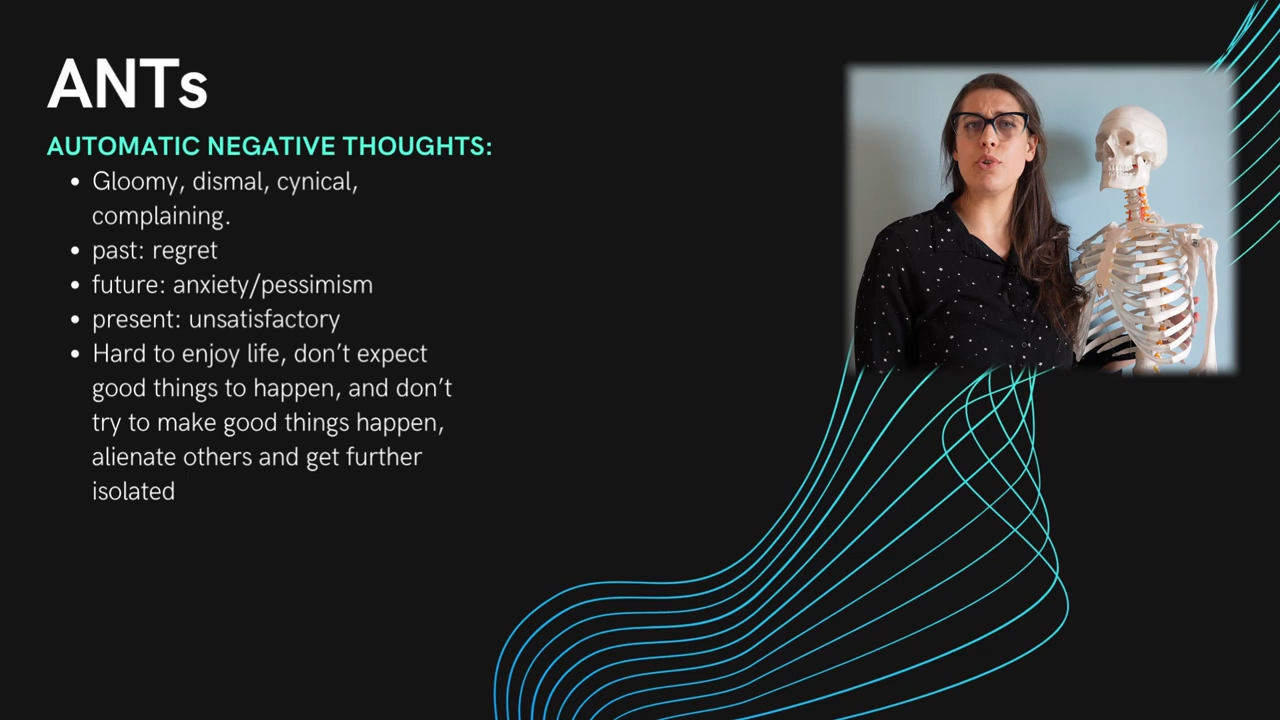 ANTs
AUTOMATIC NEGATIVE THOUGHTS:
• Gloomy, dismal, cynical,
complaining.
• past: regret
• future: anxiety/pessimism
• present: unsatisfactory
• Hard to enjoy life, don’t expect
good things to happen, and don’t
try to make good things happen,
alienate others and get further
isolated